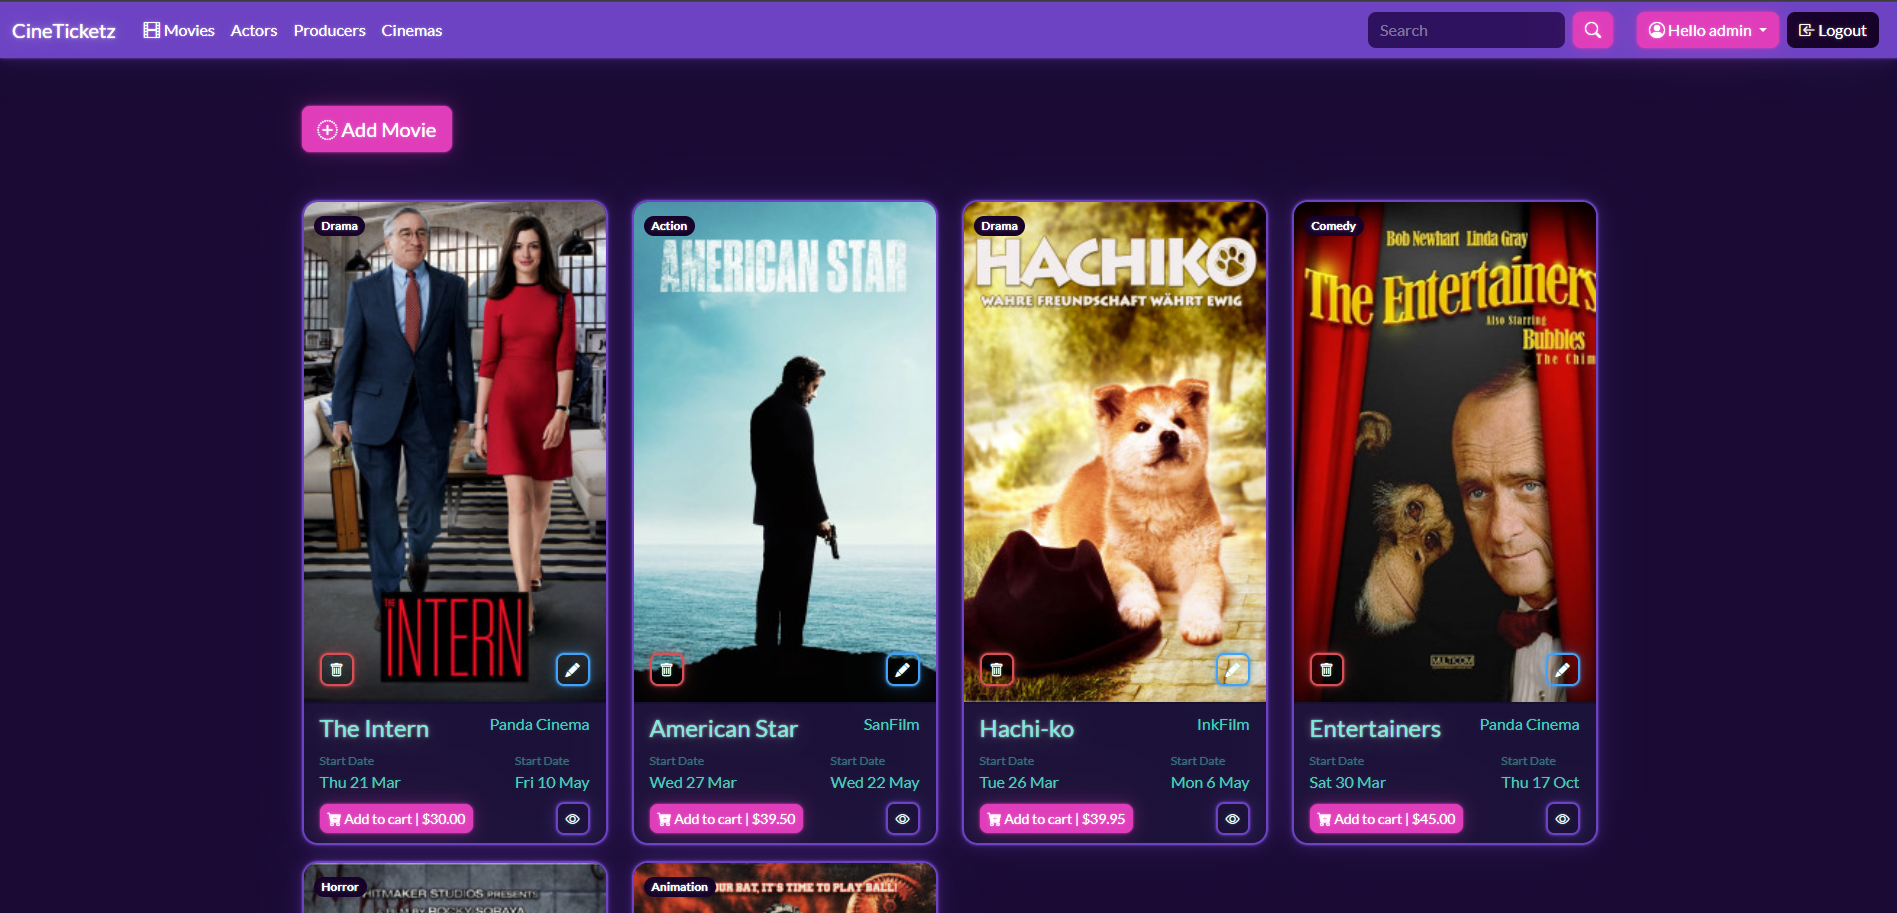 CineTicketz
Movies
Actors
Producers
Cinemas
Search
Hello admin
Logout
Add Movie
Drama
THE
INTERN
The Intern
Panda Cinema
Start Date
Start Date
Thu 21 Mar
Fri 10 May
Add to cart | $30.00
Action
AMERICAN STAR
American Star
SanFilm
Start Date
Start Date
Wed 27 Mar
Wed 22 May
Add to cart | $39.50
Drama
HACHIKO
WAHRE FREUNDSCHAFT WÄHRT EWIG
Hachi-ko
InkFilm
Start Date
Start Date
Tue 26 Mar
Mon 6 May
Add to cart | $39.95
Comedy
Bob Newhart Linda Gray
The Entertainers
Also Starring
Bubbles
The Chim
MULTICOM
Entertainers
Panda Cinema
Start Date
Start Date
Sat 30 Mar
Thu 17 Oct
Add to cart | $45.00
Horror
HITMAKER STUDIOS PRESENTS
A FILM BY ROCKY SORAYA
Animation
OUR BAT, IT'S TIME TO PLAY BALL!